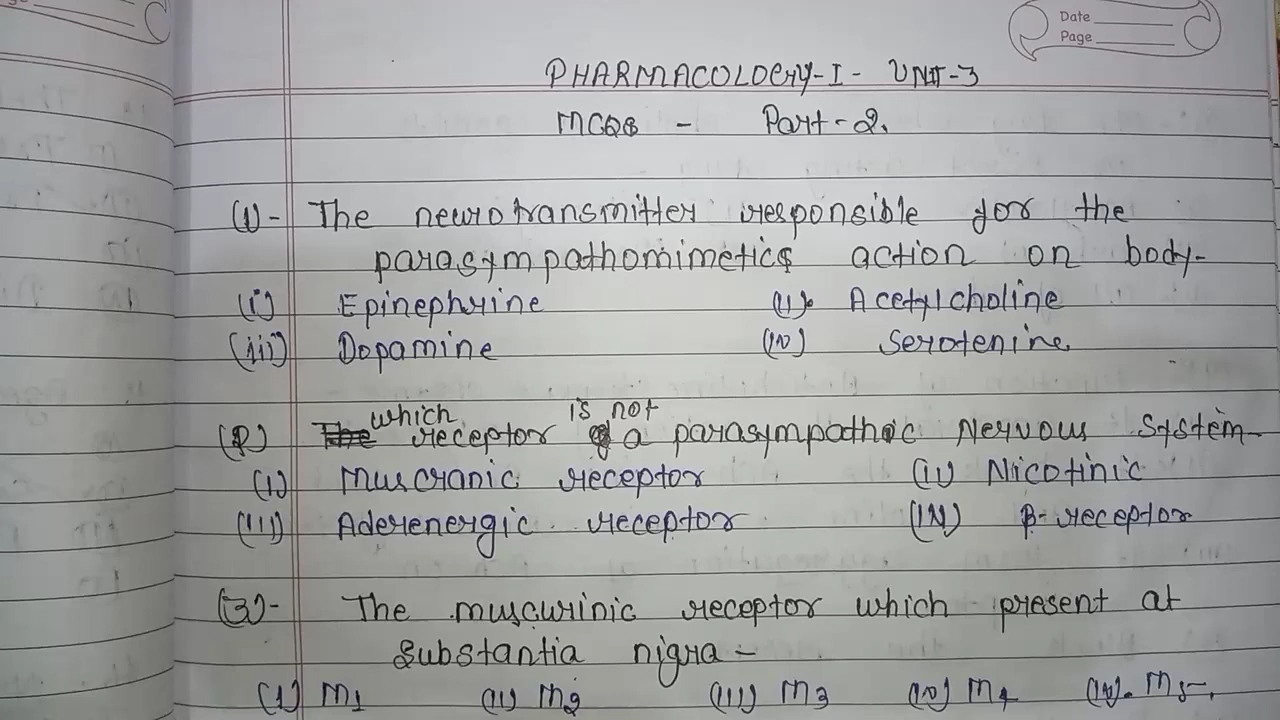 Date
Page
PHARMACOLOGY-I- UNIT-3
MCQs - Part-2.
(1)- The neurotransmitter responsible for the
parasympathomimetics action on body-
(i) Epinephrine (ii). Acetylcholine
(iii) Dopamine (iv) Serotenine
which is not
(2) The receptor of a parasympathoic Nervous System-
(i) Muscranic receptor (ii) Nicotinic
(iii) Aderenergic receptor (iv) β-receptor
(3)- The muscurinic receptor which present at
substantia nigra-
(i) M1 (ii) M2 (iii) M3 (iv) M4 (iv). M5-